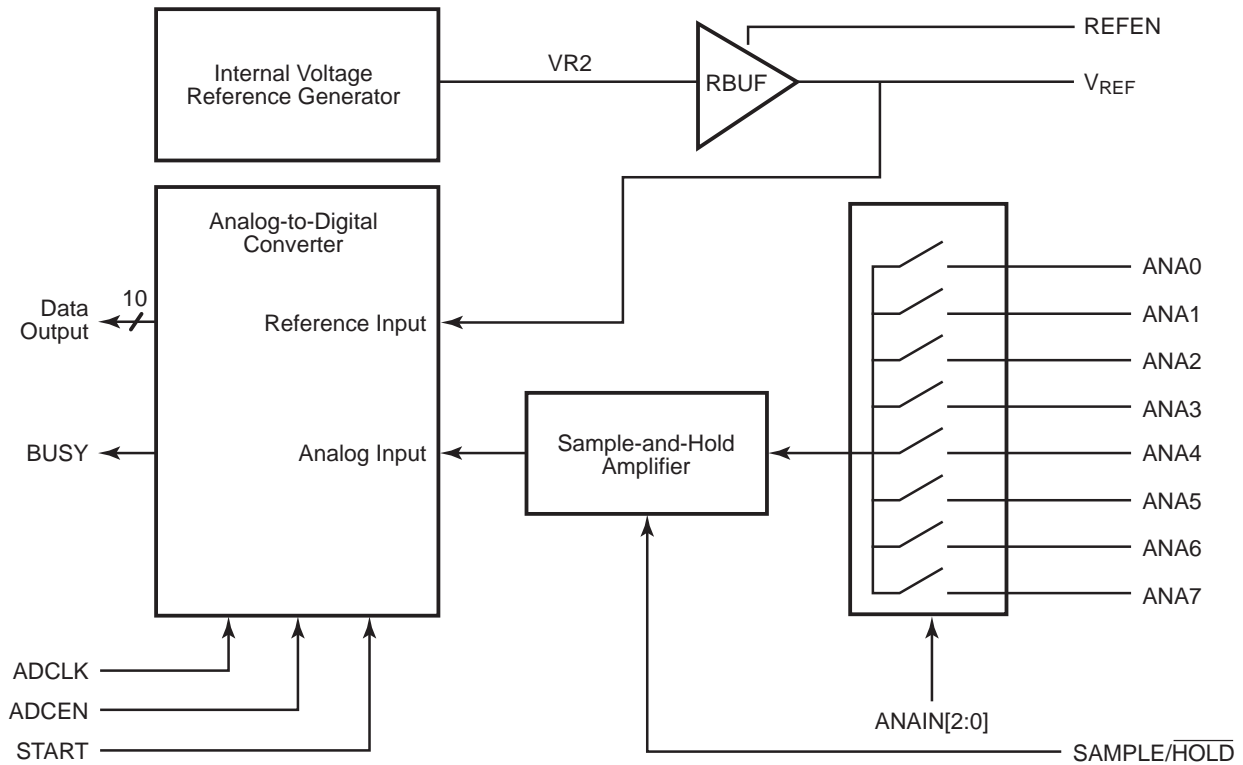 REFEN
Internal Voltage
Reference Generator
VR2
RBUF
VREF
Analog-to-Digital
Converter
ANA0
Data
Output
10
Reference Input
ANA1
ANA2
ANA3
BUSY
Analog Input
Sample-and-Hold
Amplifier
ANA4
ANA5
ANA6
ANA7
ADCLK
ADCEN
START
ANAIN[2:0]
SAMPLE/HOLD